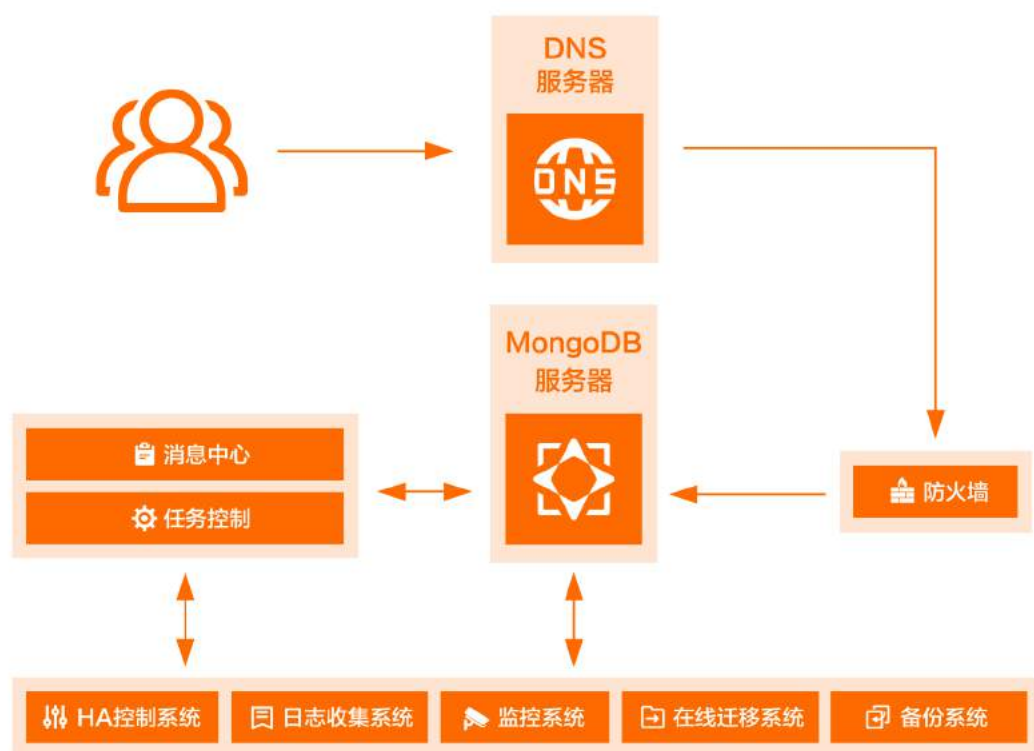 DNS
服务器
DNS
MongoDB
服务器
消息中心
任务控制
防火墙
HA控制系统
日志收集系统
监控系统
在线迁移系统
备份系统